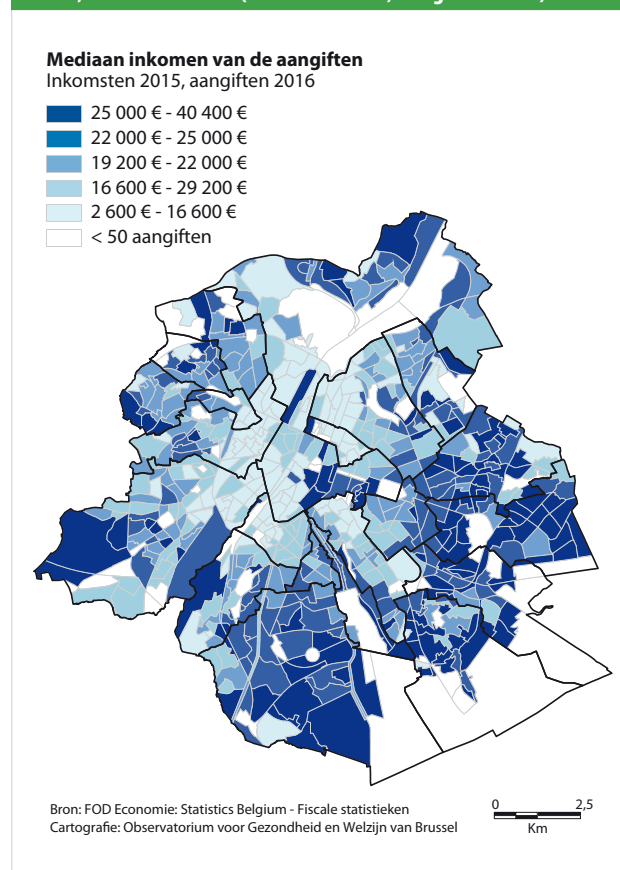 Mediaan inkomen van de aangiften
Inkomsten 2015, aangiften 2016
25 000 € - 40 400 €
22 000 € - 25 000 €
19 200 € - 22 000 €
16 600 € - 29 200 €
2 600 € - 16 600 €
< 50 aangiften
Bron: FOD Economie: Statistics Belgium - Fiscale statistieken
Cartografie: Observatorium voor Gezondheid en Welzijn van Brussel
0 2,5
Km